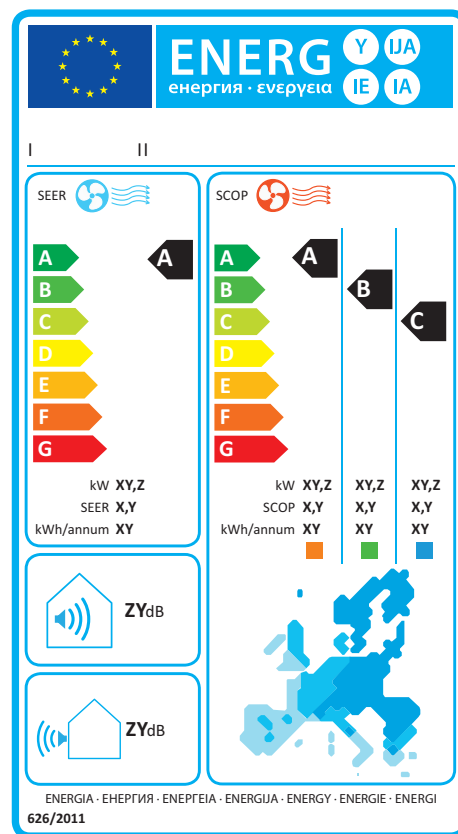 ENERG Y IJA
енергия · ενεργεια IE IA
I II
SEER
A A
B
C
D
E
F
G
kW XY,Z
SEER X,Y
kWh/annum XY
SCOP
A A
B B
C C
D
E
F
G
kW XY,Z XY,Z XY,Z
SCOP X,Y X,Y X,Y
kWh/annum XY XY XY
ZYdB
ZYdB
ENERGIA · ЕНЕРГИЯ · ΕΝΕΡΓΕΙΑ · ENERGIJA · ENERGY · ENERGIE · ENERGI
626/2011